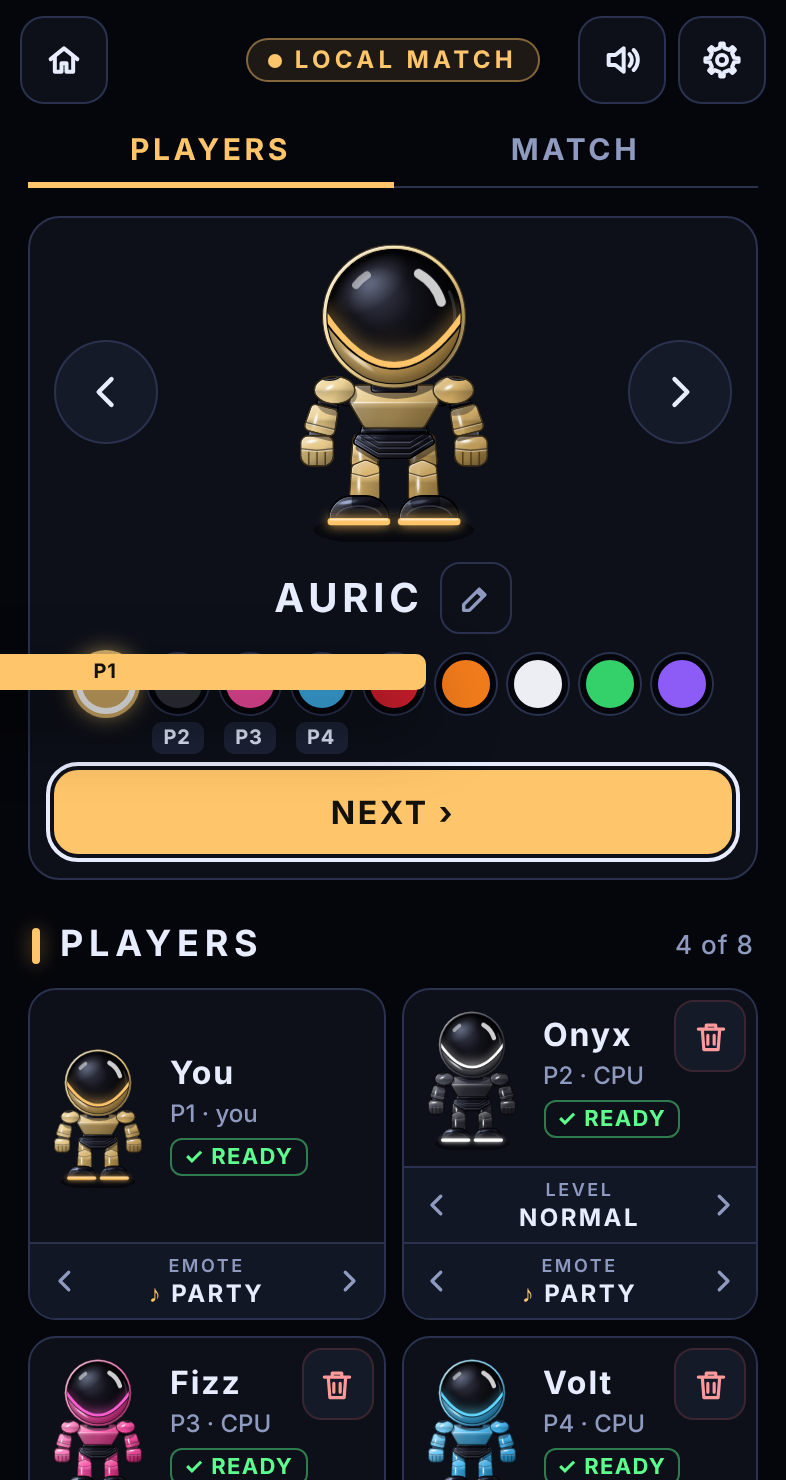 LOCAL MATCH
PLAYERS
MATCH
AURIC
P1
P2 P3 P4
NEXT ›
PLAYERS
4 of 8
You
P1 · you
✓ READY
EMOTE
♪ PARTY
Onyx
P2 · CPU
✓ READY
LEVEL
NORMAL
EMOTE
♪ PARTY
Fizz
P3 · CPU
✓ READY
Volt
P4 · CPU
✓ READY